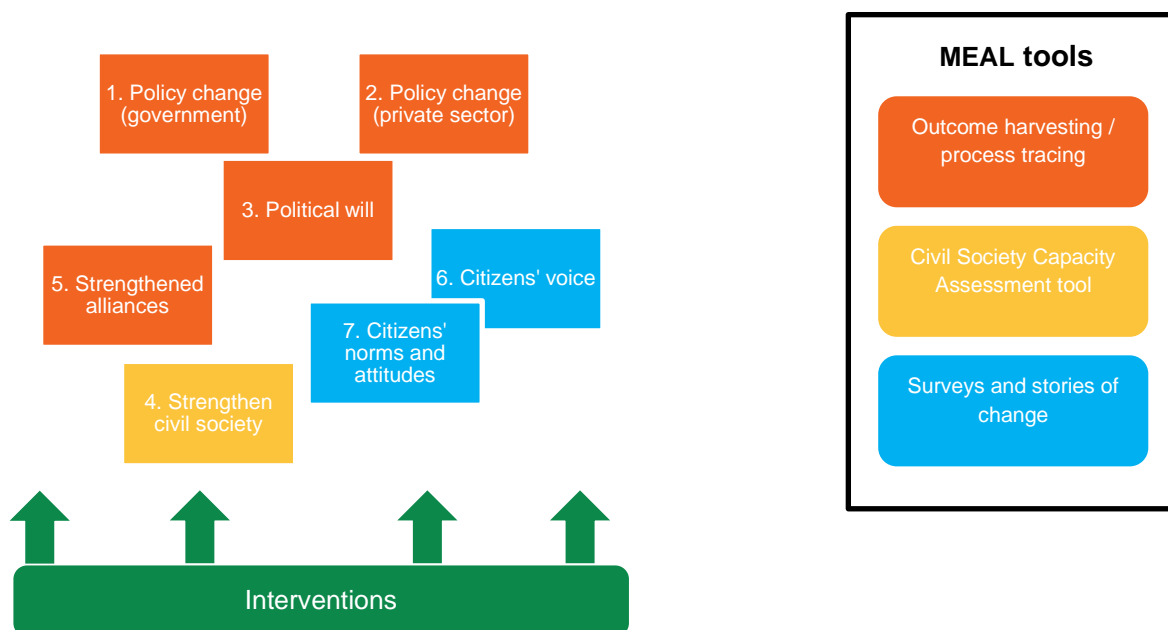 1. Policy change
(government)
2. Policy change
(private sector)
3. Political will
5. Strengthened
alliances
6. Citizens' voice
7. Citizens'
norms and
attitudes
4. Strengthen
civil society
Interventions
MEAL tools
Outcome harvesting /
process tracing
Civil Society Capacity
Assessment tool
Surveys and stories of
change